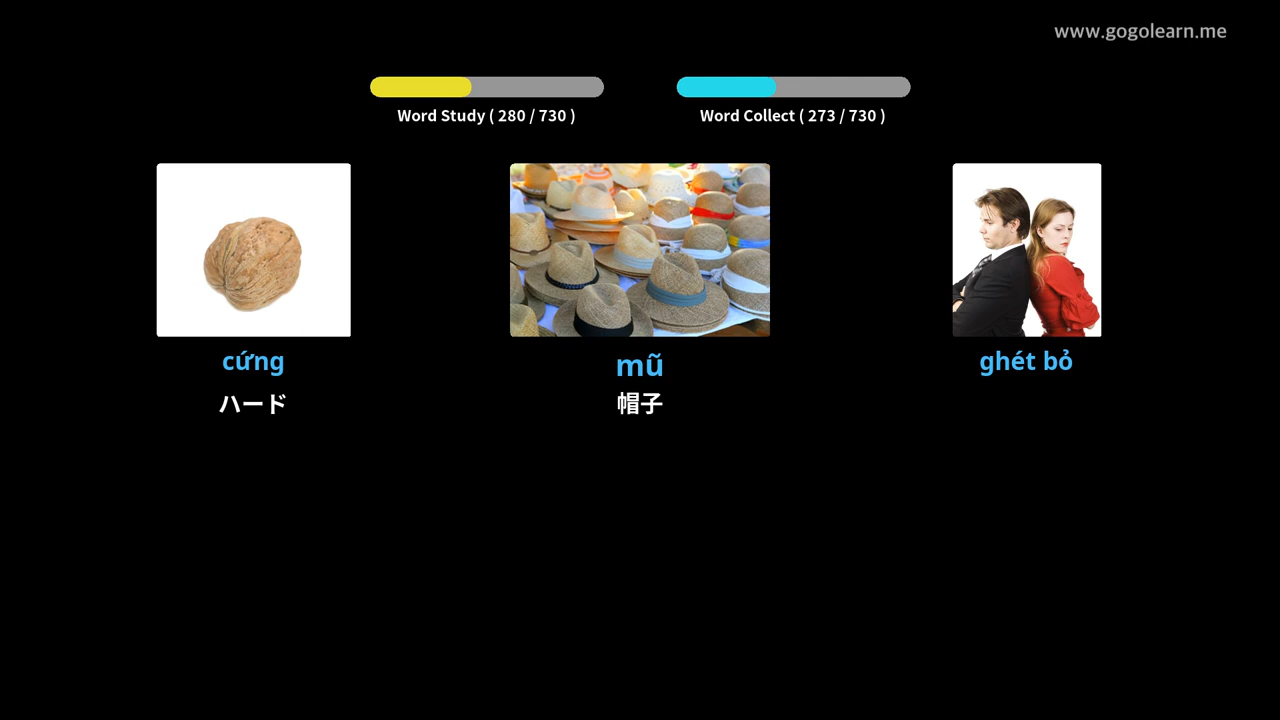 www.gogolearn.me
Word Study ( 280 / 730 )
Word Collect ( 273 / 730 )
cứng
ハード
mũ
帽子
ghét bỏ